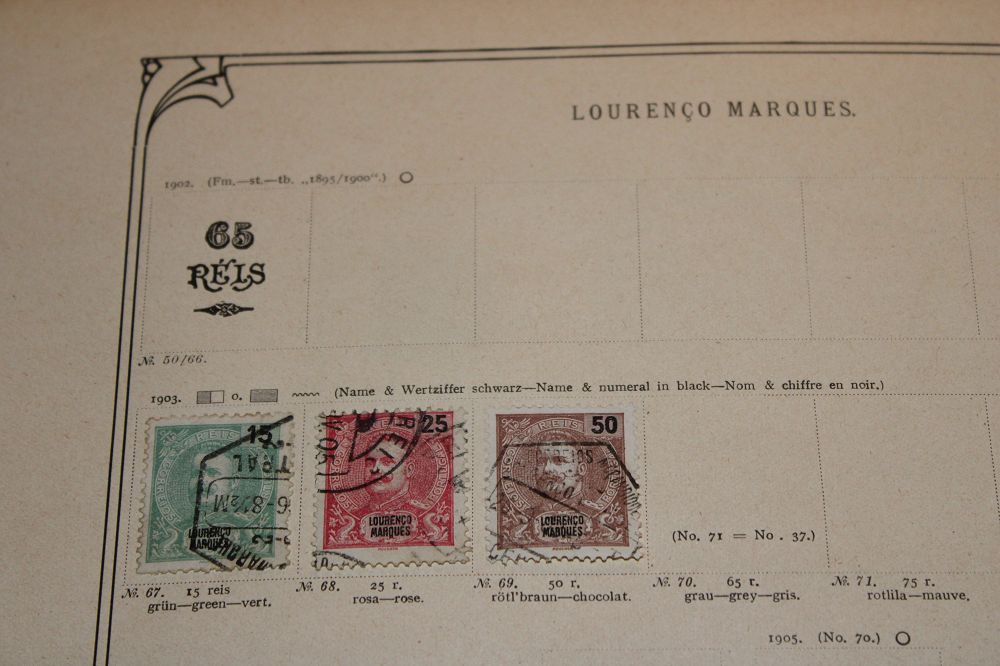 LOURENÇO MARQUES.
1902. (Fm.—st.—tb. „1895/1900“.)
65
RÉIS
№. 50/66.
1903. o. (Name & Wertziffer schwarz—Name & numeral in black—Nom & chiffre en noir.)
REIS 15
LOURENÇO
MARQUES
25
LOURENÇO
MARQUES
REIS 50
LOURENÇO
MARQUES
(No. 71 = No. 37.)
№. 67. 15 reis
grün—green—vert.
№. 68. 25 r.
rosa—rose.
№. 69. 50 r.
rötl'braun—chocolat.
№. 70. 65 r.
grau—grey—gris.
№. 71. 75 r.
rotlila—mauve.
1905. (No. 70.)